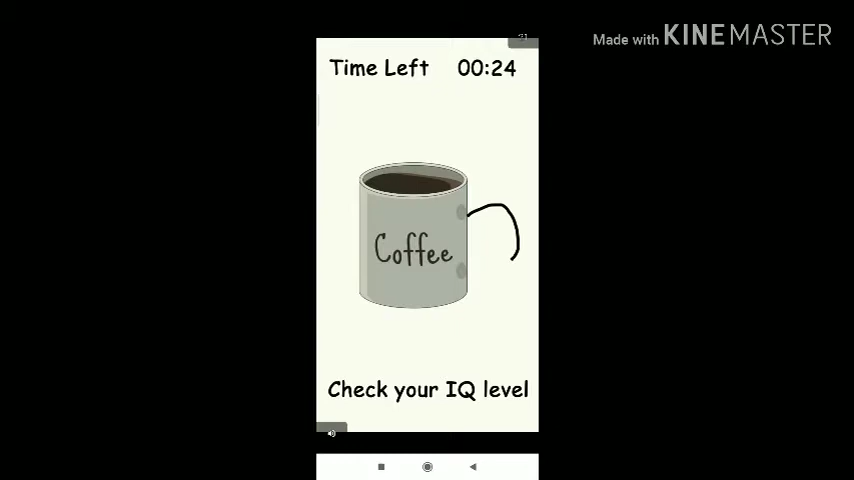 Made with KINEMASTER
Time Left 00:24
Coffee
Check your IQ level